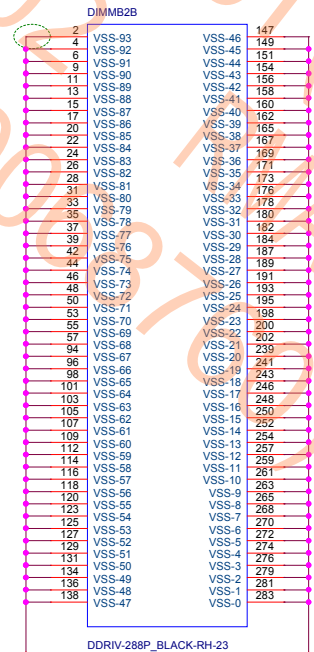 DIMMB2B
2 VSS-93 VSS-46 147
4 VSS-92 VSS-45 149
6 VSS-91 VSS-44 151
9 VSS-90 VSS-43 154
11 VSS-89 VSS-42 156
13 VSS-88 VSS-41 158
15 VSS-87 VSS-40 160
17 VSS-86 VSS-39 162
20 VSS-85 VSS-38 165
22 VSS-84 VSS-37 167
24 VSS-83 VSS-36 169
26 VSS-82 VSS-35 171
28 VSS-81 VSS-34 173
31 VSS-80 VSS-33 176
33 VSS-79 VSS-32 178
35 VSS-78 VSS-31 180
37 VSS-77 VSS-30 182
39 VSS-76 VSS-29 184
42 VSS-75 VSS-28 187
44 VSS-74 VSS-27 189
46 VSS-73 VSS-26 191
48 VSS-72 VSS-25 193
50 VSS-71 VSS-24 195
53 VSS-70 VSS-23 198
55 VSS-69 VSS-22 200
57 VSS-68 VSS-21 202
94 VSS-67 VSS-20 239
96 VSS-66 VSS-19 241
98 VSS-65 VSS-18 243
101 VSS-64 VSS-17 246
103 VSS-63 VSS-16 248
105 VSS-62 VSS-15 250
107 VSS-61 VSS-14 252
109 VSS-60 VSS-13 254
112 VSS-59 VSS-12 257
114 VSS-58 VSS-11 259
116 VSS-57 VSS-10 261
118 VSS-56 VSS-9 263
120 VSS-55 VSS-8 265
123 VSS-54 VSS-7 268
125 VSS-53 VSS-6 270
127 VSS-52 VSS-5 272
129 VSS-51 VSS-4 274
131 VSS-50 VSS-3 276
134 VSS-49 VSS-2 279
136 VSS-48 VSS-1 281
138 VSS-47 VSS-0 283
DDRIV-288P_BLACK-RH-23